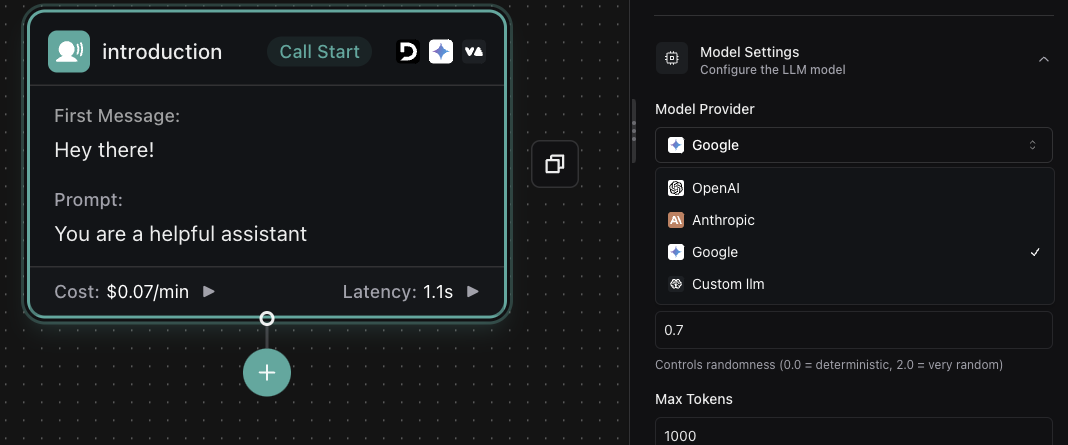 introduction
Call Start
First Message:
Hey there!
Prompt:
You are a helpful assistant
Cost: $0.07/min
Latency: 1.1s
Model Settings
Configure the LLM model
Model Provider
Google
OpenAI
Anthropic
Google
Custom llm
0.7
Controls randomness (0.0 = deterministic, 2.0 = very random)
Max Tokens
1000